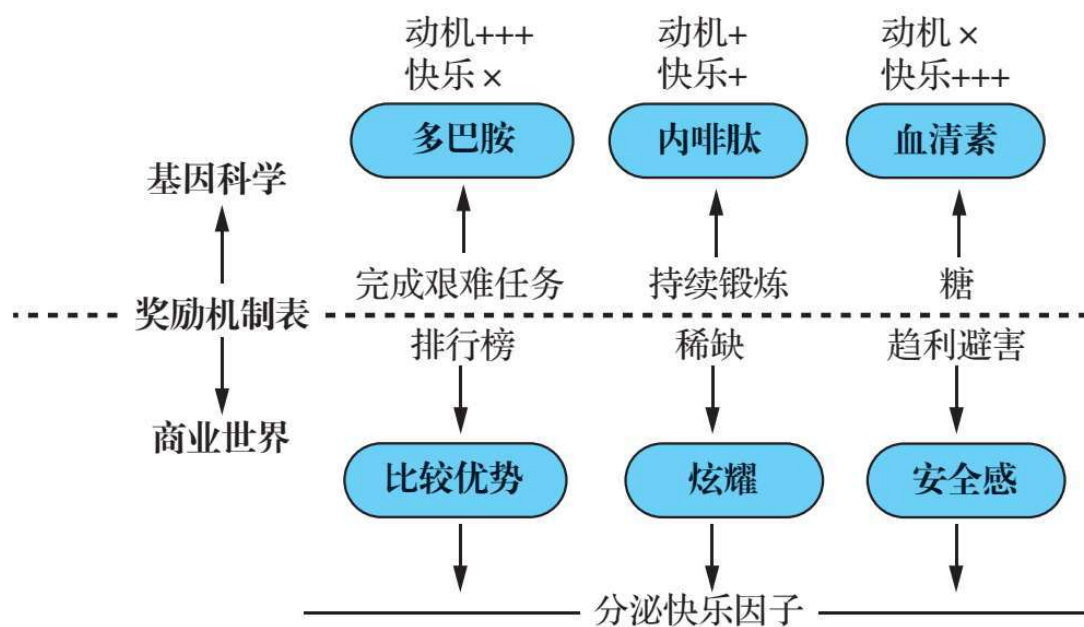 动机+++
快乐×
动机+
快乐+
动机×
快乐+++
多巴胺
内啡肽
血清素
基因科学
完成艰难任务
持续锻炼
糖
奖励机制表
排行榜
稀缺
趋利避害
商业世界
比较优势
炫耀
安全感
分泌快乐因子